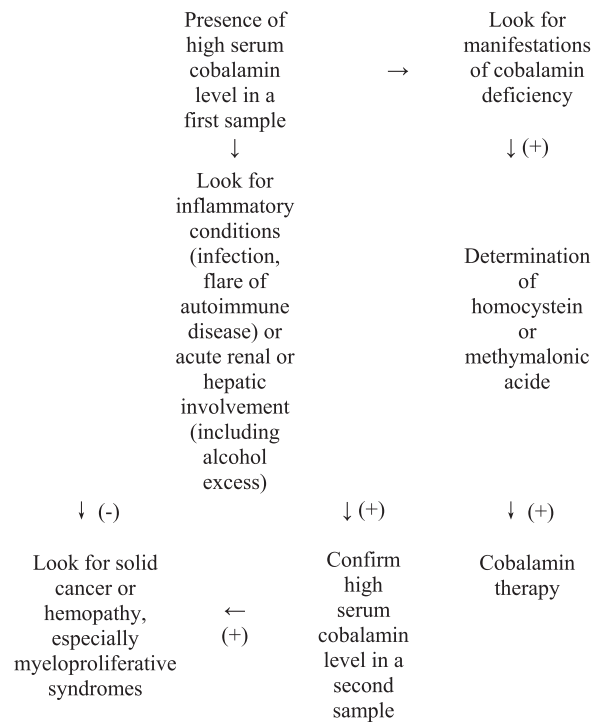 Presence of
high serum
cobalamin
level in a
first sample
→
Look for
manifestations
of cobalamin
deficiency
↓
↓ (+)
Look for
inflammatory
conditions
(infection,
flare of
autoimmune
disease) or
acute renal or
hepatic
involvement
(including
alcohol
excess)
Determination
of
homocystein
or
methymalonic
acide
↓ (-)
↓ (+)
↓ (+)
Look for solid
cancer or
hemopathy,
especially
myeloproliferative
syndromes
←
(+)
Confirm
high
serum
cobalamin
level in a
second
sample
Cobalamin
therapy